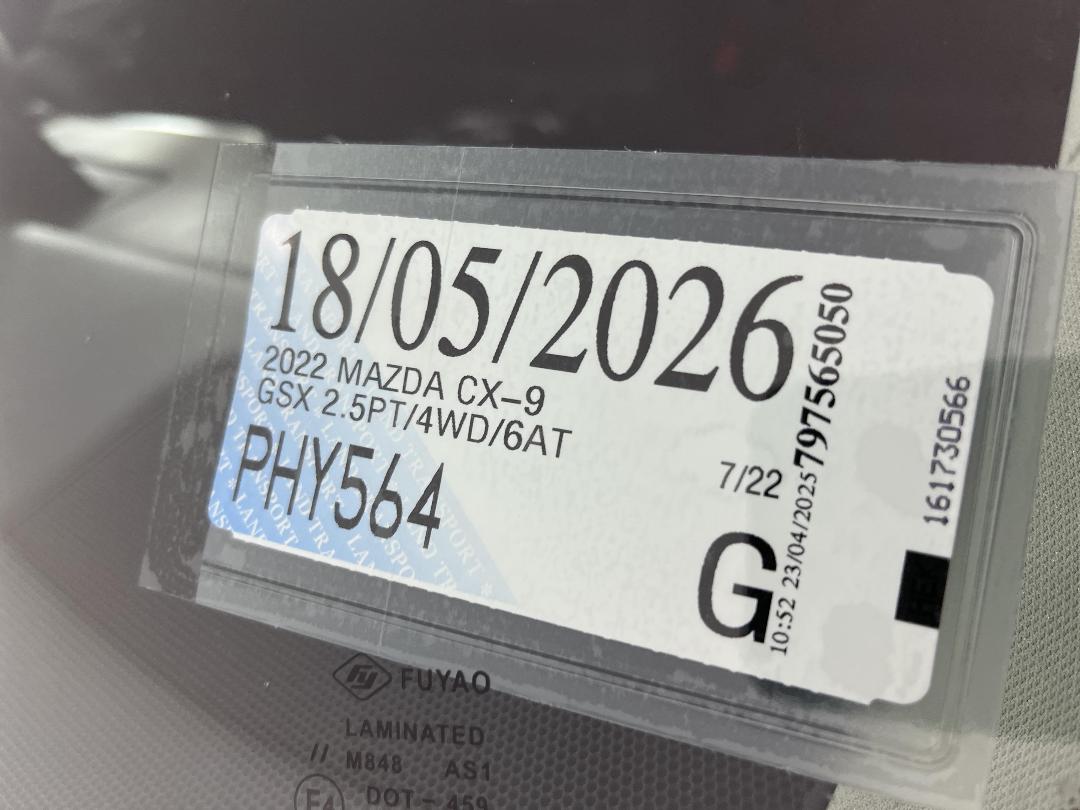 18/05/2026
2022 MAZDA CX-9
GSX 2.5PT/4WD/6AT
PHY564
7/22
G
10:52 23/04/2025 797565050
161730566
FUYAO
LAMINATED
// M848 AS1
E4 DOT-459